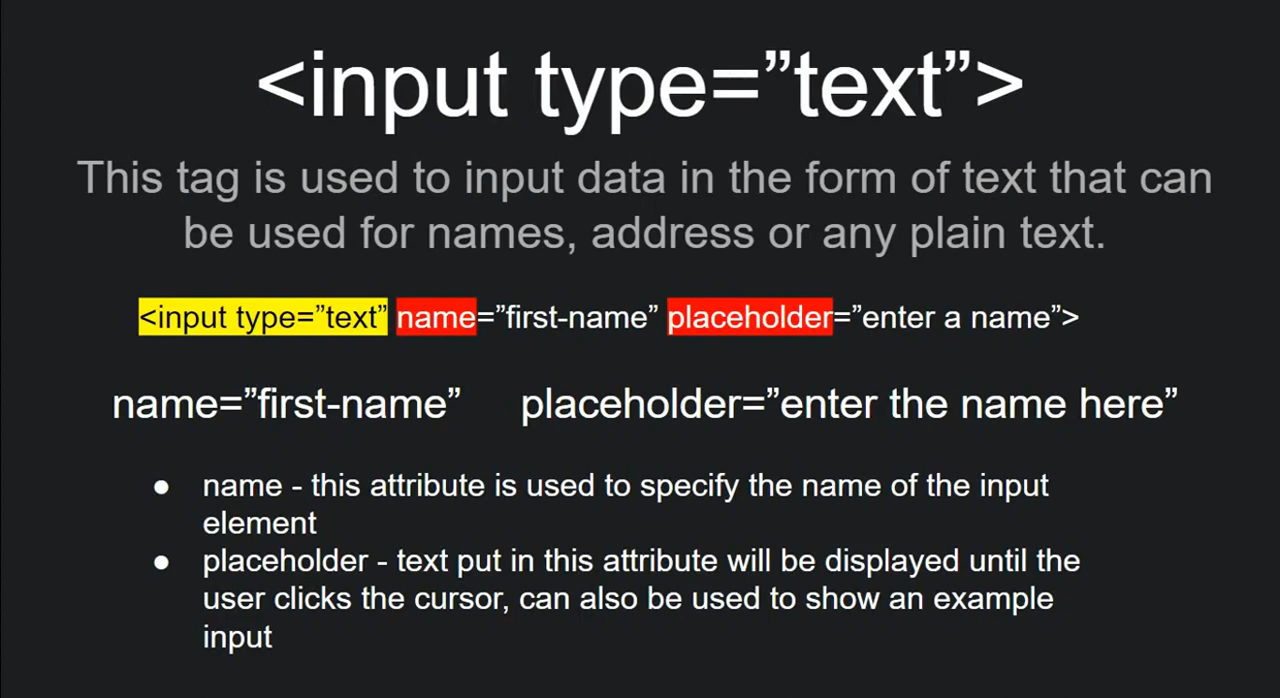 <input type=”text”>
This tag is used to input data in the form of text that can
be used for names, address or any plain text.
<input type=”text” name=”first-name” placeholder=”enter a name”>
name=”first-name” placeholder=”enter the name here”
● name - this attribute is used to specify the name of the input
element
● placeholder - text put in this attribute will be displayed until the
user clicks the cursor, can also be used to show an example
input